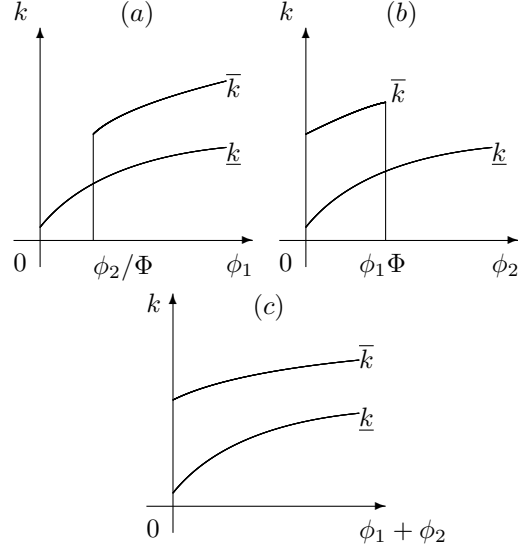 k (a)
k̅
k̲
0 ϕ₂/Φ ϕ₁
k (b)
k̅
k̲
0 ϕ₁Φ ϕ₂
k (c)
k̅
k̲
0 ϕ₁ + ϕ₂